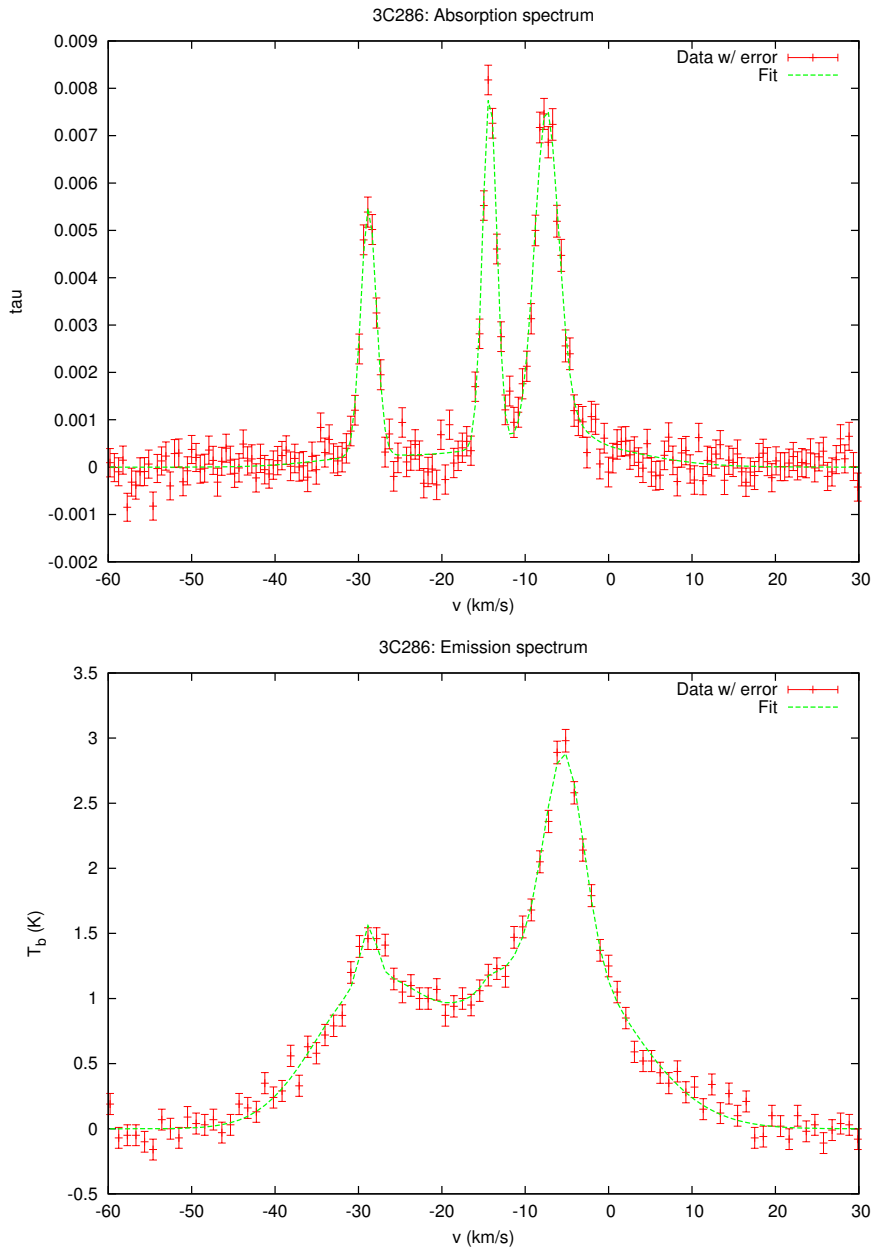 3C286: Absorption spectrum
0.009
0.008
0.007
0.006
0.005
0.004
0.003
0.002
0.001
0
-0.001
-0.002
tau
Data w/ error
Fit
-60 -50 -40 -30 -20 -10 0 10 20 30
v (km/s)
3C286: Emission spectrum
3.5
3
2.5
2
1.5
1
0.5
0
-0.5
T_b (K)
Data w/ error
Fit
-60 -50 -40 -30 -20 -10 0 10 20 30
v (km/s)